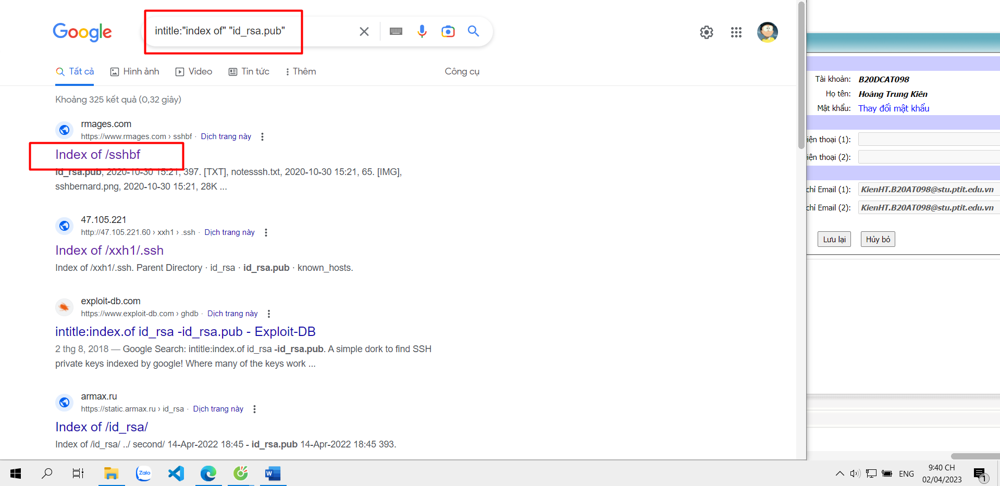 Google
intitle:"index of" "id_rsa.pub"
Tất cả
Hình ảnh
Video
Tin tức
Thêm
Công cụ
Khoảng 325 kết quả (0,32 giây)
rmages.com
https://www.rmages.com › sshbf · Dịch trang này
Index of /sshbf
id_rsa.pub, 2020-10-30 15:21, 397. [TXT], notesssh.txt, 2020-10-30 15:21, 65. [IMG],
sshbernard.png, 2020-10-30 15:21, 28K ...
47.105.221
http://47.105.221.60 › xxh1 › .ssh · Dịch trang này
Index of /xxh1/.ssh
Index of /xxh1/.ssh. Parent Directory · id_rsa · id_rsa.pub · known_hosts.
exploit-db.com
https://www.exploit-db.com › ghdb · Dịch trang này
intitle:index.of id_rsa -id_rsa.pub - Exploit-DB
2 thg 8, 2018 — Google Search: intitle:index.of id_rsa -id_rsa.pub. A simple dork to find SSH
private keys indexed by google! Where many of the keys work ...
armax.ru
https://static.armax.ru › id_rsa · Dịch trang này
Index of /id_rsa/
Index of /id_rsa/ ../ second/ 14-Apr-2022 18:45 - id_rsa.pub 14-Apr-2022 18:45 393.
Tài khoản: B20DCAT098
Họ tên: Hoàng Trung Kiên
Mật khẩu: Thay đổi mật khẩu
iện thoại (1):
iện thoại (2):
chỉ Email (1): KienHT.B20AT098@stu.ptit.edu.vn
chỉ Email (2): KienHT.B20AT098@stu.ptit.edu.vn
Lưu lại
Hủy bỏ
Zalo
ENG
9:40 CH
02/04/2023
1